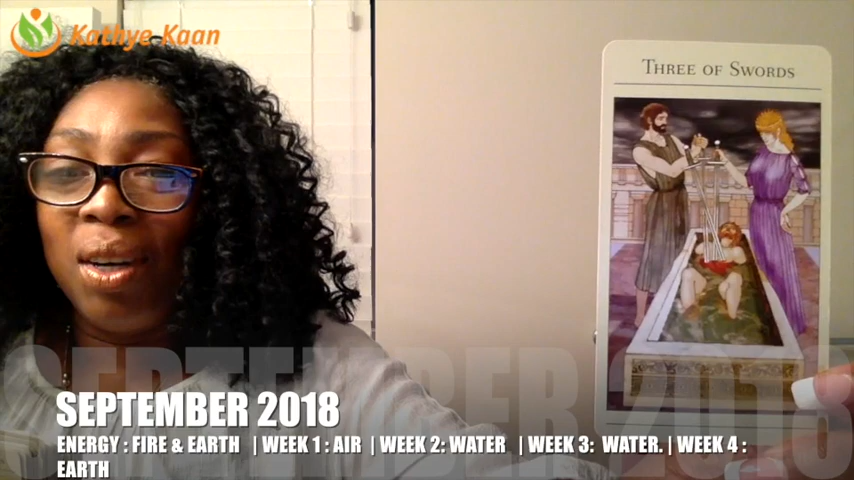 Kathye Kaan
THREE OF SWORDS
SEPTEMBER 2018
SEPTEMBER 2018
ENERGY : FIRE & EARTH | WEEK 1 : AIR | WEEK 2: WATER | WEEK 3: WATER. | WEEK 4 :
EARTH